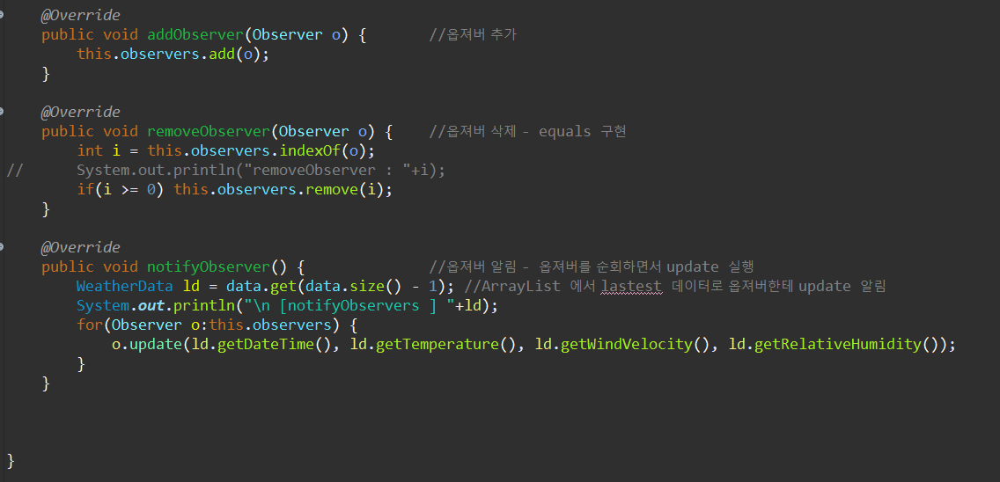 @Override
public void addObserver(Observer o) { //옵져버 추가
this.observers.add(o);
}
@Override
public void removeObserver(Observer o) { //옵져버 삭제 - equals 구현
int i = this.observers.indexOf(o);
// System.out.println("removeObserver : "+i);
if(i >= 0) this.observers.remove(i);
}
@Override
public void notifyObserver() { //옵져버 알림 - 옵져버를 순회하면서 update 실행
WeatherData ld = data.get(data.size() - 1); //ArrayList 에서 lastest 데이터로 옵져버한테 update 알림
System.out.println("\n [notifyObservers ] "+ld);
for(Observer o:this.observers) {
o.update(ld.getDateTime(), ld.getTemperature(), ld.getWindVelocity(), ld.getRelativeHumidity());
}
}
}